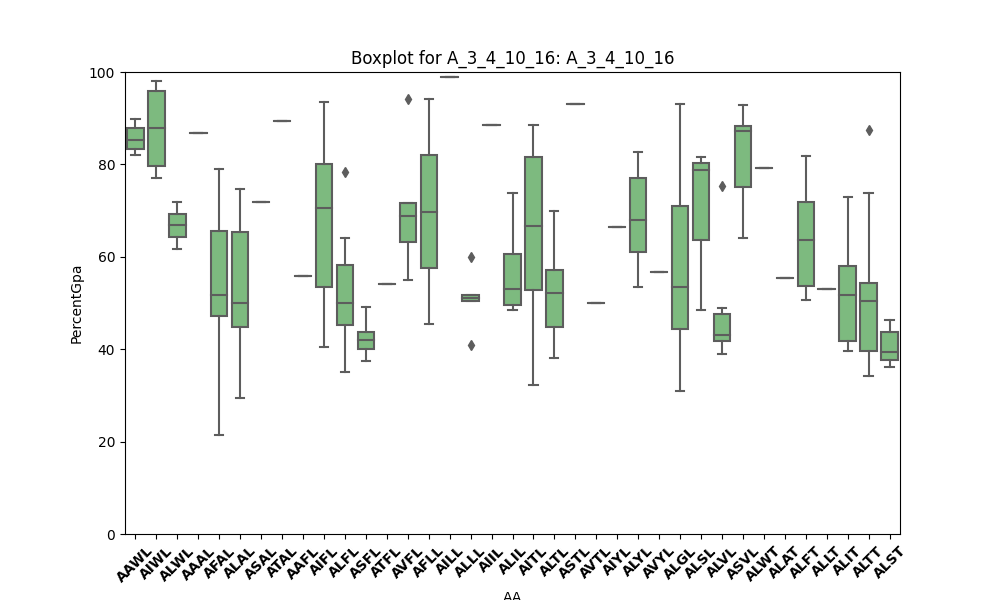 Boxplot for A_3_4_10_16: A_3_4_10_16
PercentGpa
100
80
60
40
20
0
AAWL
AIWL
ALWL
AAAL
AFAL
ALAL
ASAL
ATAL
AAFL
AIFL
ALFL
ASFL
ATFL
AVFL
AFLL
AILL
ALLL
AIIL
ALIL
AITL
ALTL
ASTL
AVTL
AIYL
ALYL
AVYL
ALGL
ALSL
ALVL
ASVL
ALWT
ALAT
ALFT
ALLT
ALIT
ALTT
ALST
AA